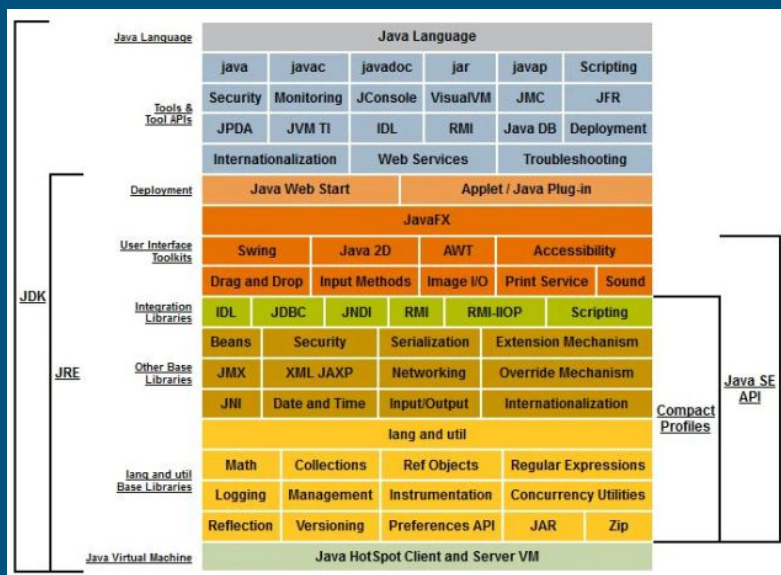 Java Language Java Language
java javac javadoc jar javap Scripting
Security Monitoring JConsole VisualVM JMC JFR
Tools & Tool APIs
JPDA JVM TI IDL RMI Java DB Deployment
Internationalization Web Services Troubleshooting
Deployment Java Web Start Applet / Java Plug-in
JavaFX
User Interface Toolkits
Swing Java 2D AWT Accessibility
Drag and Drop Input Methods Image I/O Print Service Sound
Integration Libraries
IDL JDBC JNDI RMI RMI-IIOP Scripting
Beans Security Serialization Extension Mechanism
Other Base Libraries
JMX XML JAXP Networking Override Mechanism
JNI Date and Time Input/Output Internationalization
lang and util
lang and util Base Libraries
Math Collections Ref Objects Regular Expressions
Logging Management Instrumentation Concurrency Utilities
Reflection Versioning Preferences API JAR Zip
Java Virtual Machine Java HotSpot Client and Server VM
JDK
JRE
Compact Profiles
Java SE API